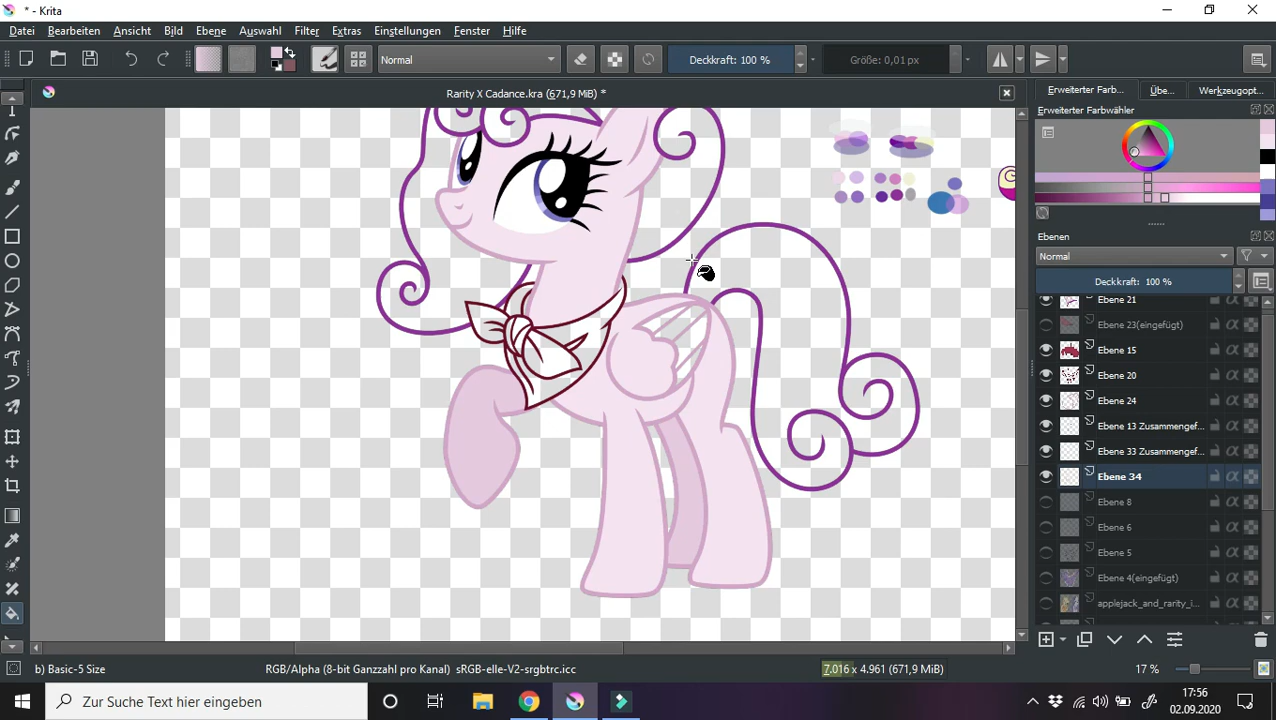 * - Krita
Datei Bearbeiten Ansicht Bild Ebene Auswahl Filter Extras Einstellungen Fenster Hilfe
Normal Deckkraft: 100 % Größe: 0,01 px
Rarity X Cadance.kra (671,9 MiB) *
Erweiterter Farb... Übe... Werkzeugopt...
Erweiterter Farbwähler
Ebenen
Normal
Deckkraft: 100 %
Ebene 21
Ebene 23(eingefügt)
Ebene 15
Ebene 20
Ebene 24
Ebene 13 Zusammengef...
Ebene 33 Zusammengef...
Ebene 34
Ebene 8
Ebene 6
Ebene 5
Ebene 4(eingefügt)
applejack_and_rarity_i...
b) Basic-5 Size RGB/Alpha (8-bit Ganzzahl pro Kanal) sRGB-elle-V2-srgbtrc.icc 7.016 x 4.961 (671,9 MiB) 17 %
Zur Suche Text hier eingeben
17:56
02.09.2020